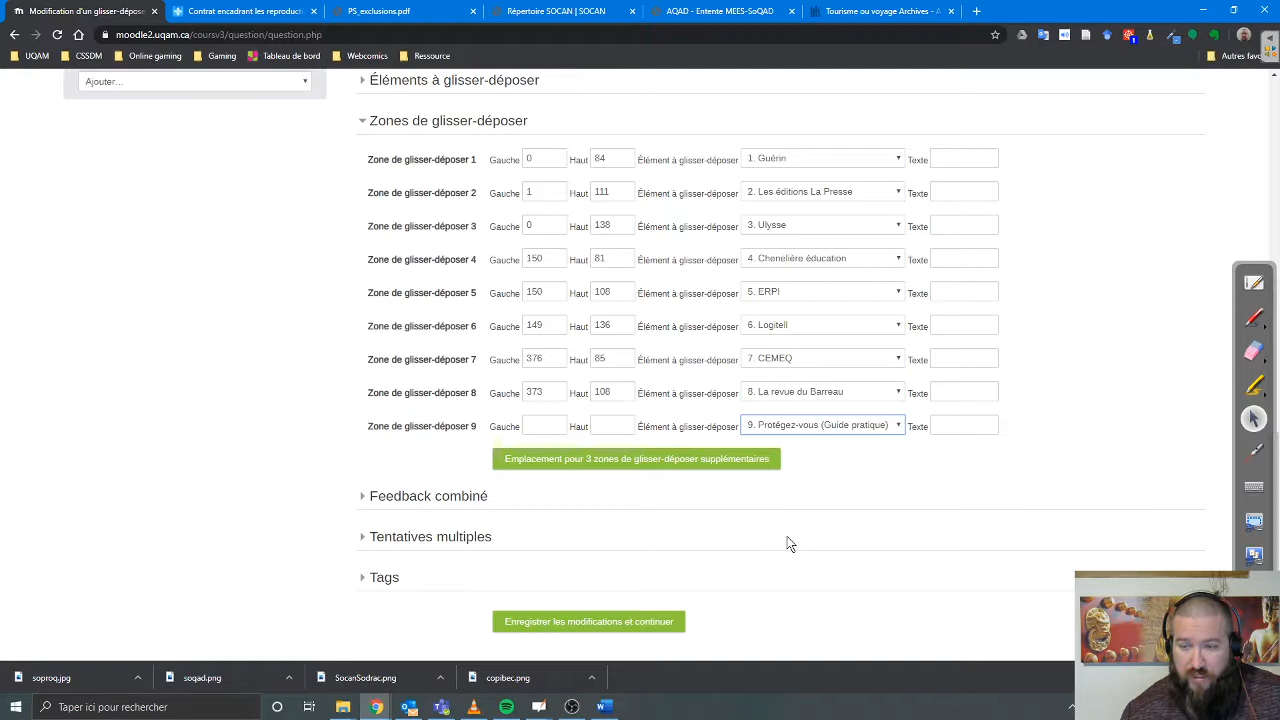 Modification d'un glisser-dépose
Contrat encadrant les reproducti
PS_exclusions.pdf
Répertoire SOCAN | SOCAN
AQAD - Entente MEES-SoQAD
Tourisme ou voyage Archives - A
moodle2.uqam.ca/coursv3/question/question.php
UQAM
CSSDM
Online gaming
Gaming
Tableau de bord
Webcomics
Ressource
Autres favo
Ajouter...
Éléments à glisser-déposer
Zones de glisser-déposer
Zone de glisser-déposer 1 Gauche 0 Haut 84 Élément à glisser-déposer 1. Guérin Texte
Zone de glisser-déposer 2 Gauche 1 Haut 111 Élément à glisser-déposer 2. Les éditions La Presse Texte
Zone de glisser-déposer 3 Gauche 0 Haut 138 Élément à glisser-déposer 3. Ulysse Texte
Zone de glisser-déposer 4 Gauche 150 Haut 81 Élément à glisser-déposer 4. Chenelière éducation Texte
Zone de glisser-déposer 5 Gauche 150 Haut 108 Élément à glisser-déposer 5. ERPI Texte
Zone de glisser-déposer 6 Gauche 149 Haut 136 Élément à glisser-déposer 6. Logitell Texte
Zone de glisser-déposer 7 Gauche 376 Haut 85 Élément à glisser-déposer 7. CEMEQ Texte
Zone de glisser-déposer 8 Gauche 373 Haut 108 Élément à glisser-déposer 8. La revue du Barreau Texte
Zone de glisser-déposer 9 Gauche Haut Élément à glisser-déposer 9. Protégez-vous (Guide pratique) Texte
Emplacement pour 3 zones de glisser-déposer supplémentaires
Feedback combiné
Tentatives multiples
Tags
Enregistrer les modifications et continuer
soproq.jpg
soqad.png
SocanSodrac.png
copibec.png
Taper ici pour rechercher